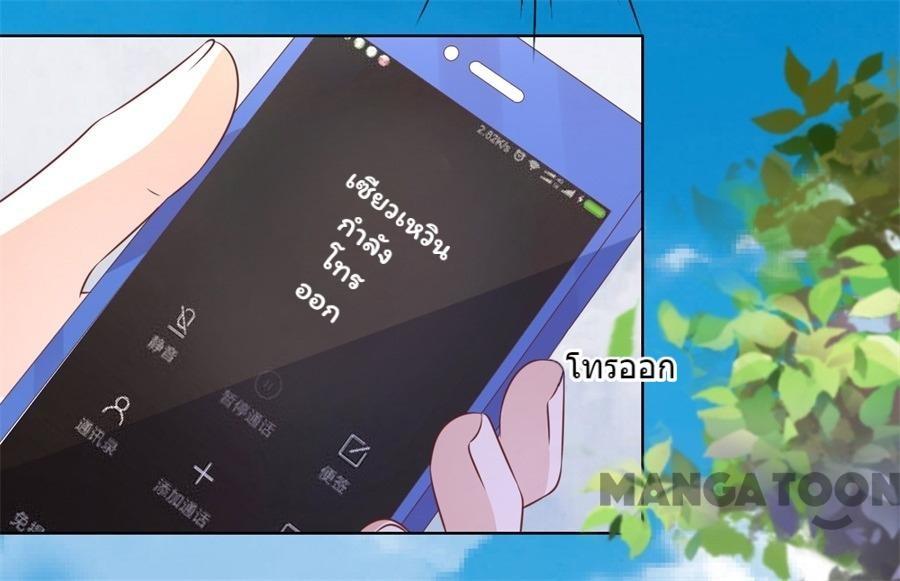 2.82K/s
เซียวเหวิน
กำลัง
โทร
ออก
静音
暂停通话
通讯录
便签
添加通话
โทรออก
MANGATOON